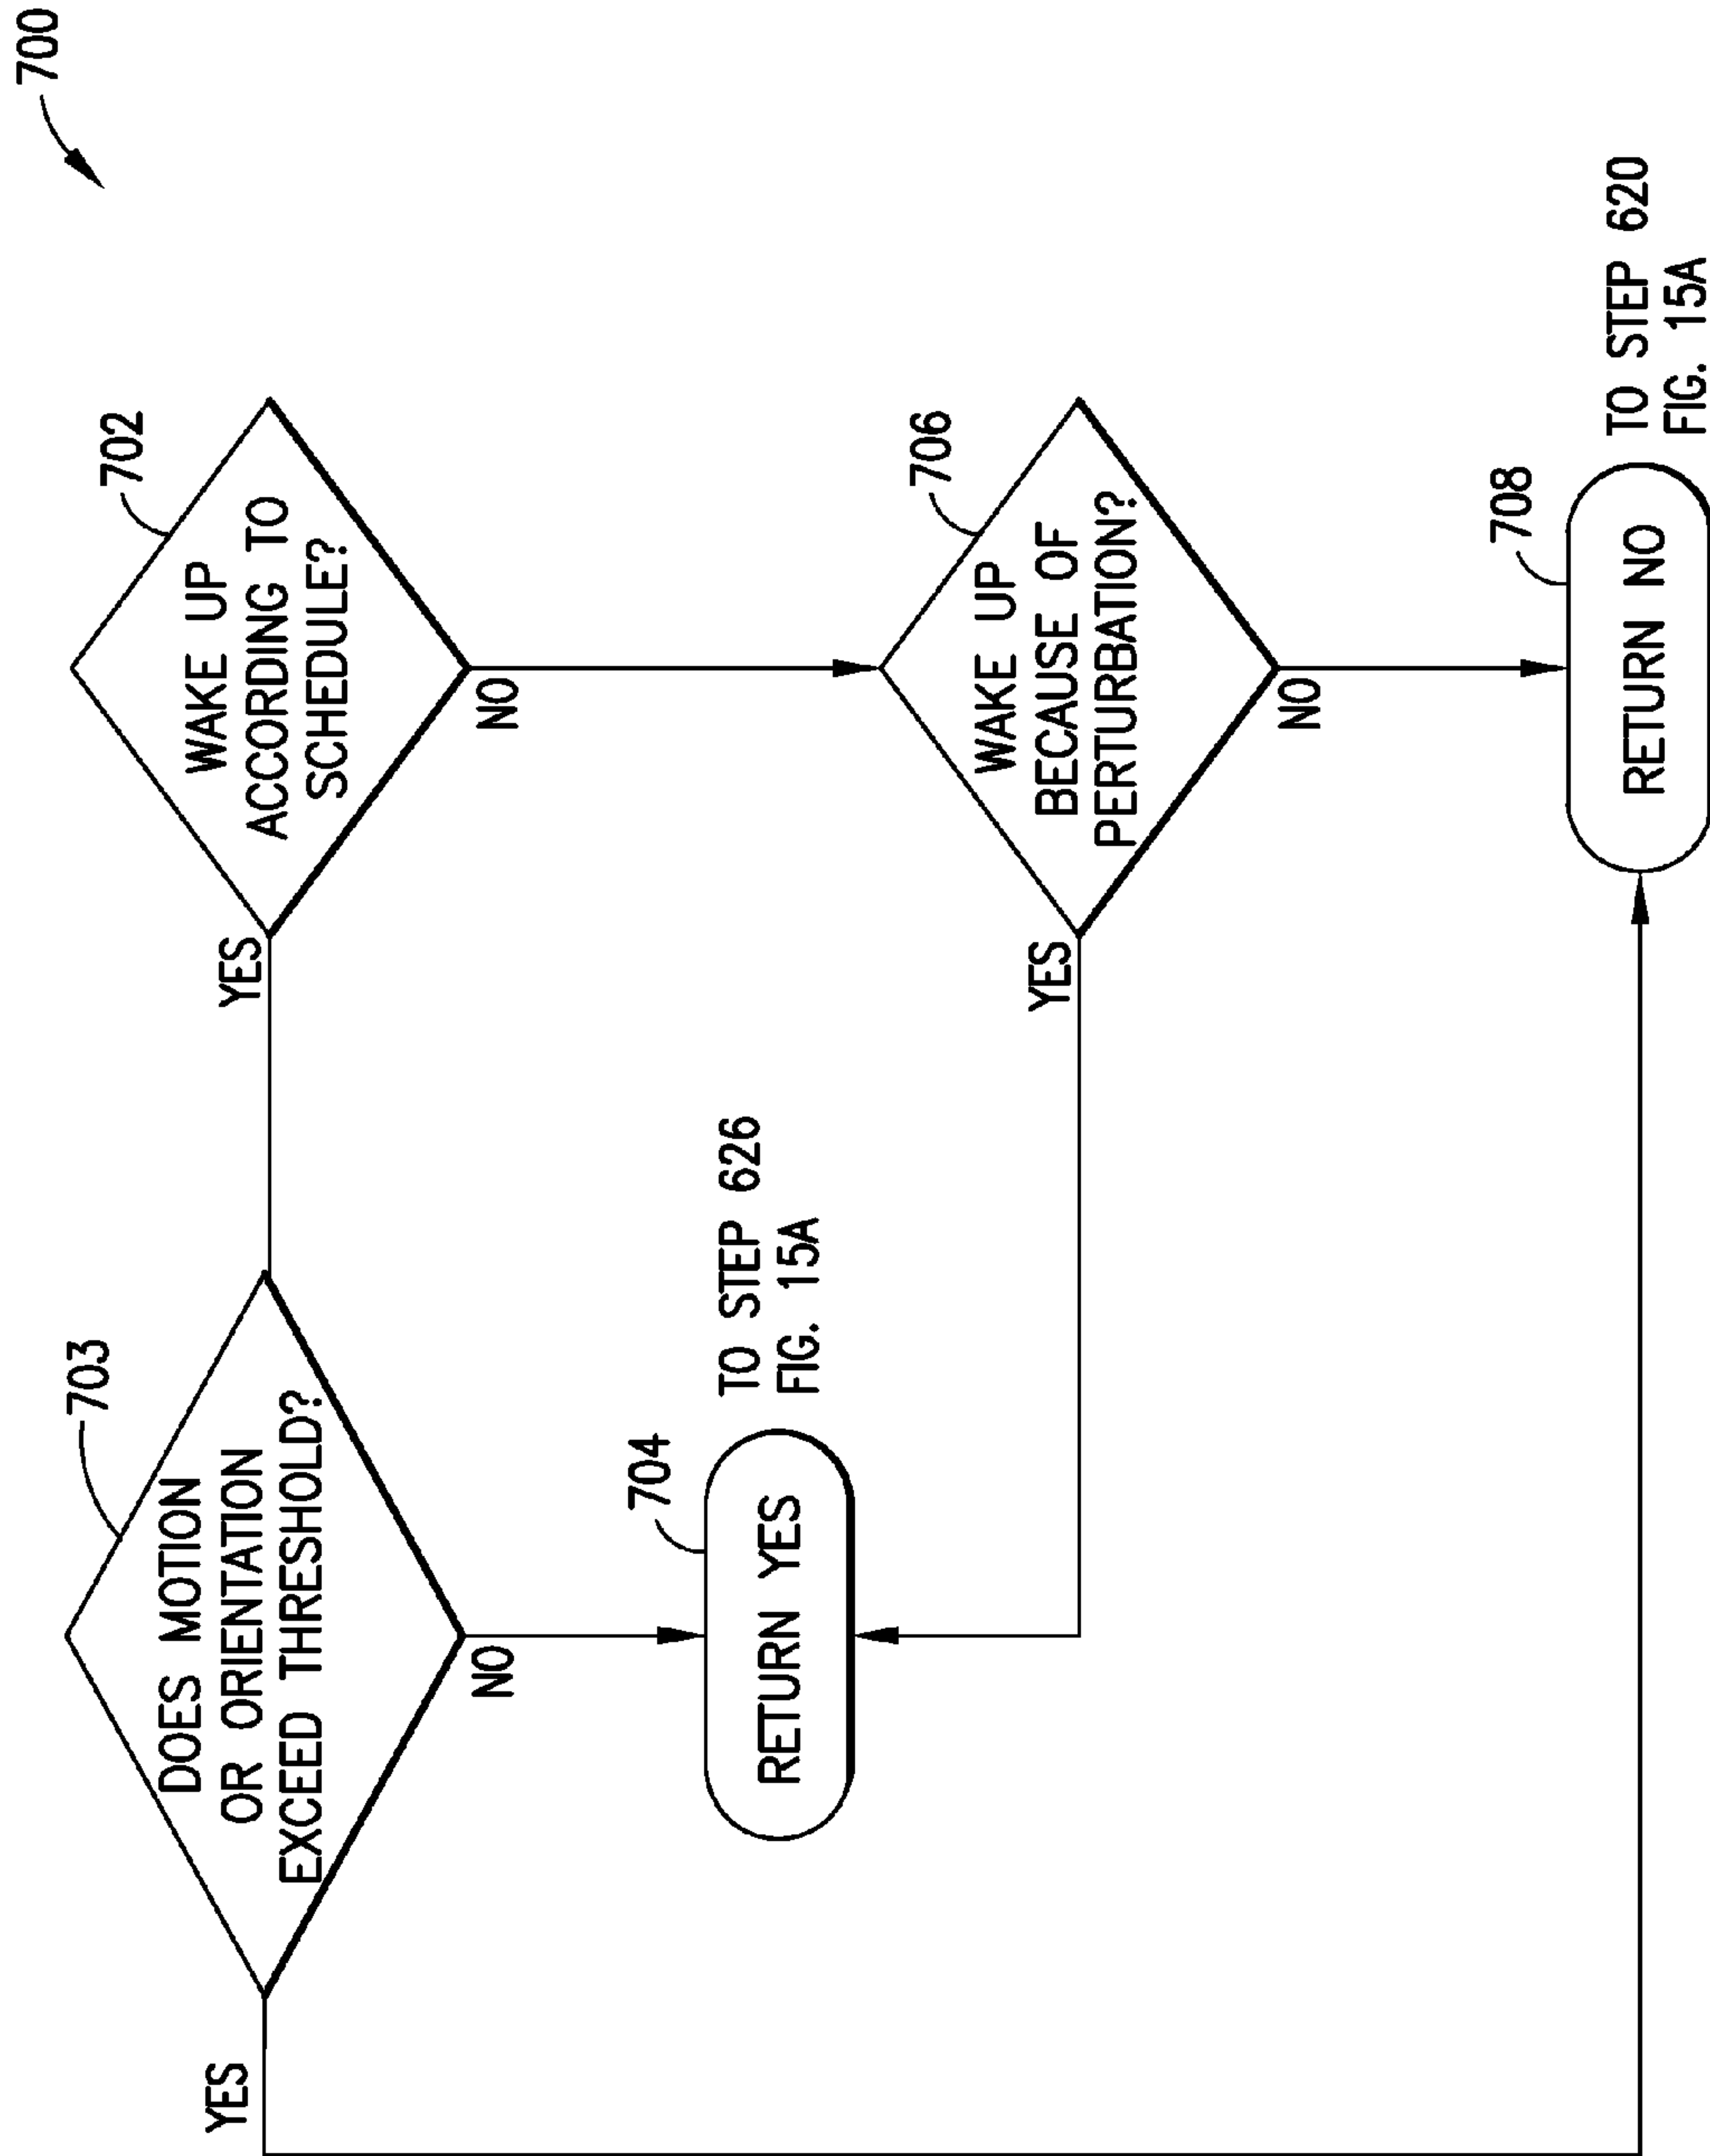 700
702
WAKE UP
ACCORDING TO
SCHEDULE?
YES
NO
703
DOES MOTION
OR ORIENTATION
EXCEED THRESHOLD?
YES
NO
704
RETURN YES
TO STEP 626
FIG. 15A
706
WAKE UP
BECAUSE OF
PERTURBATION?
YES
NO
708
RETURN NO
TO STEP 620
FIG. 15A